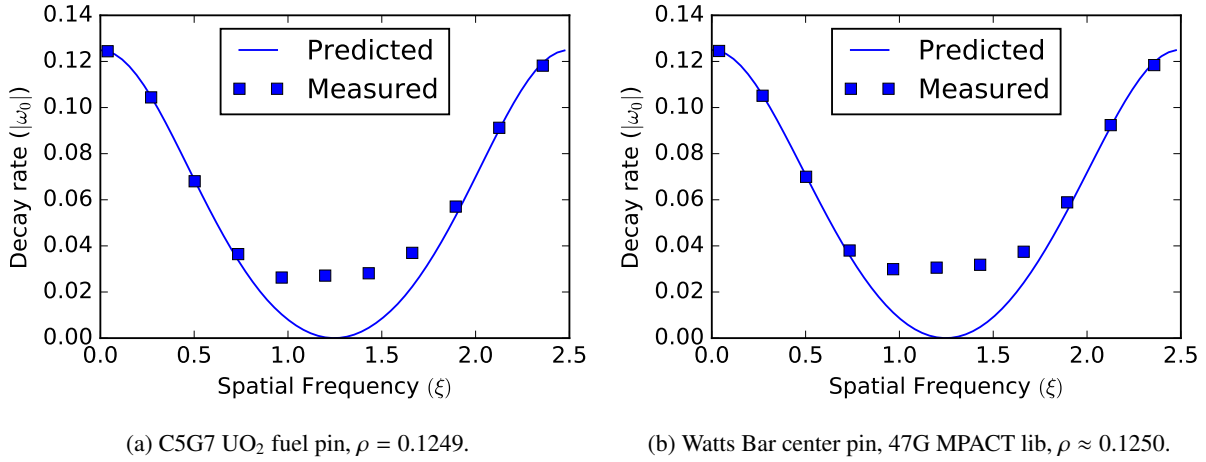 0.14
0.12
0.10
0.08
0.06
0.04
0.02
0.00
Decay rate (|ω₀|)
Predicted
Measured
0.0 0.5 1.0 1.5 2.0 2.5
Spatial Frequency (ξ)
(a) C5G7 UO₂ fuel pin, ρ = 0.1249.
0.14
0.12
0.10
0.08
0.06
0.04
0.02
0.00
Decay rate (|ω₀|)
Predicted
Measured
0.0 0.5 1.0 1.5 2.0 2.5
Spatial Frequency (ξ)
(b) Watts Bar center pin, 47G MPACT lib, ρ ≈ 0.1250.